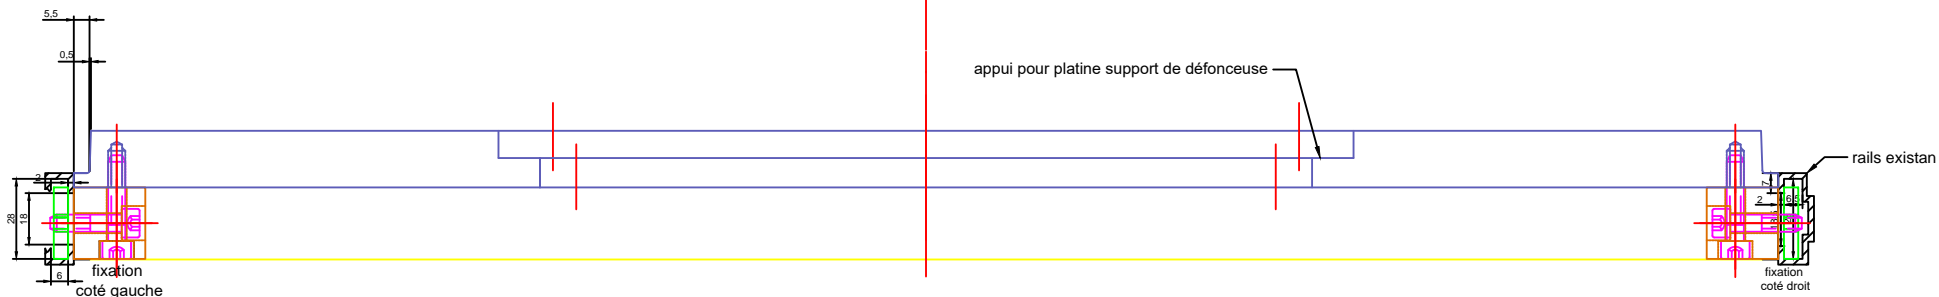 5,5
0,5
appui pour platine support de défonceuse
rails existan
2
28
18
6
fixation
coté gauche
7
2
6,5
fixation
coté droit